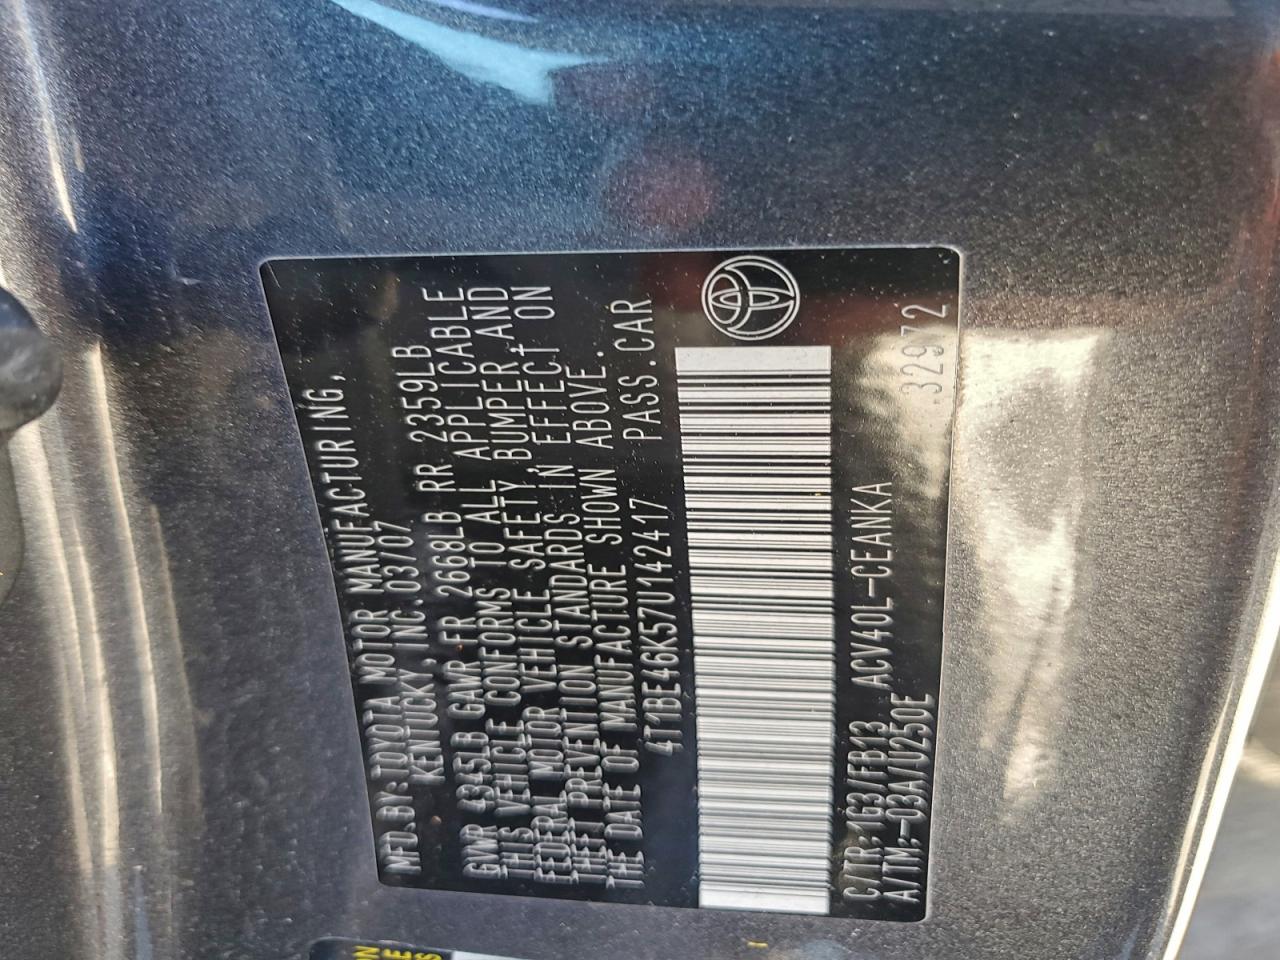 MFD.BY:TOYOTA MOTOR MANUFACTURING,
KENTUCKY, INC.03/07
GVWR 4345LB GAWR FR 2668LB RR 2359LB
THIS VEHICLE CONFORMS TO ALL APPLICABLE
FEDERAL MOTOR VEHICLE SAFETY,BUMPER,AND
THEFT PREVENTION STANDARDS IN EFFECT ON
THE DATE OF MANUFACTURE SHOWN ABOVE.
4T1BE46K57U142417 PASS.CAR
C/TR:1G3/FD13 ACV40L-CEANKA
A/TM:-03A/U250E
32972